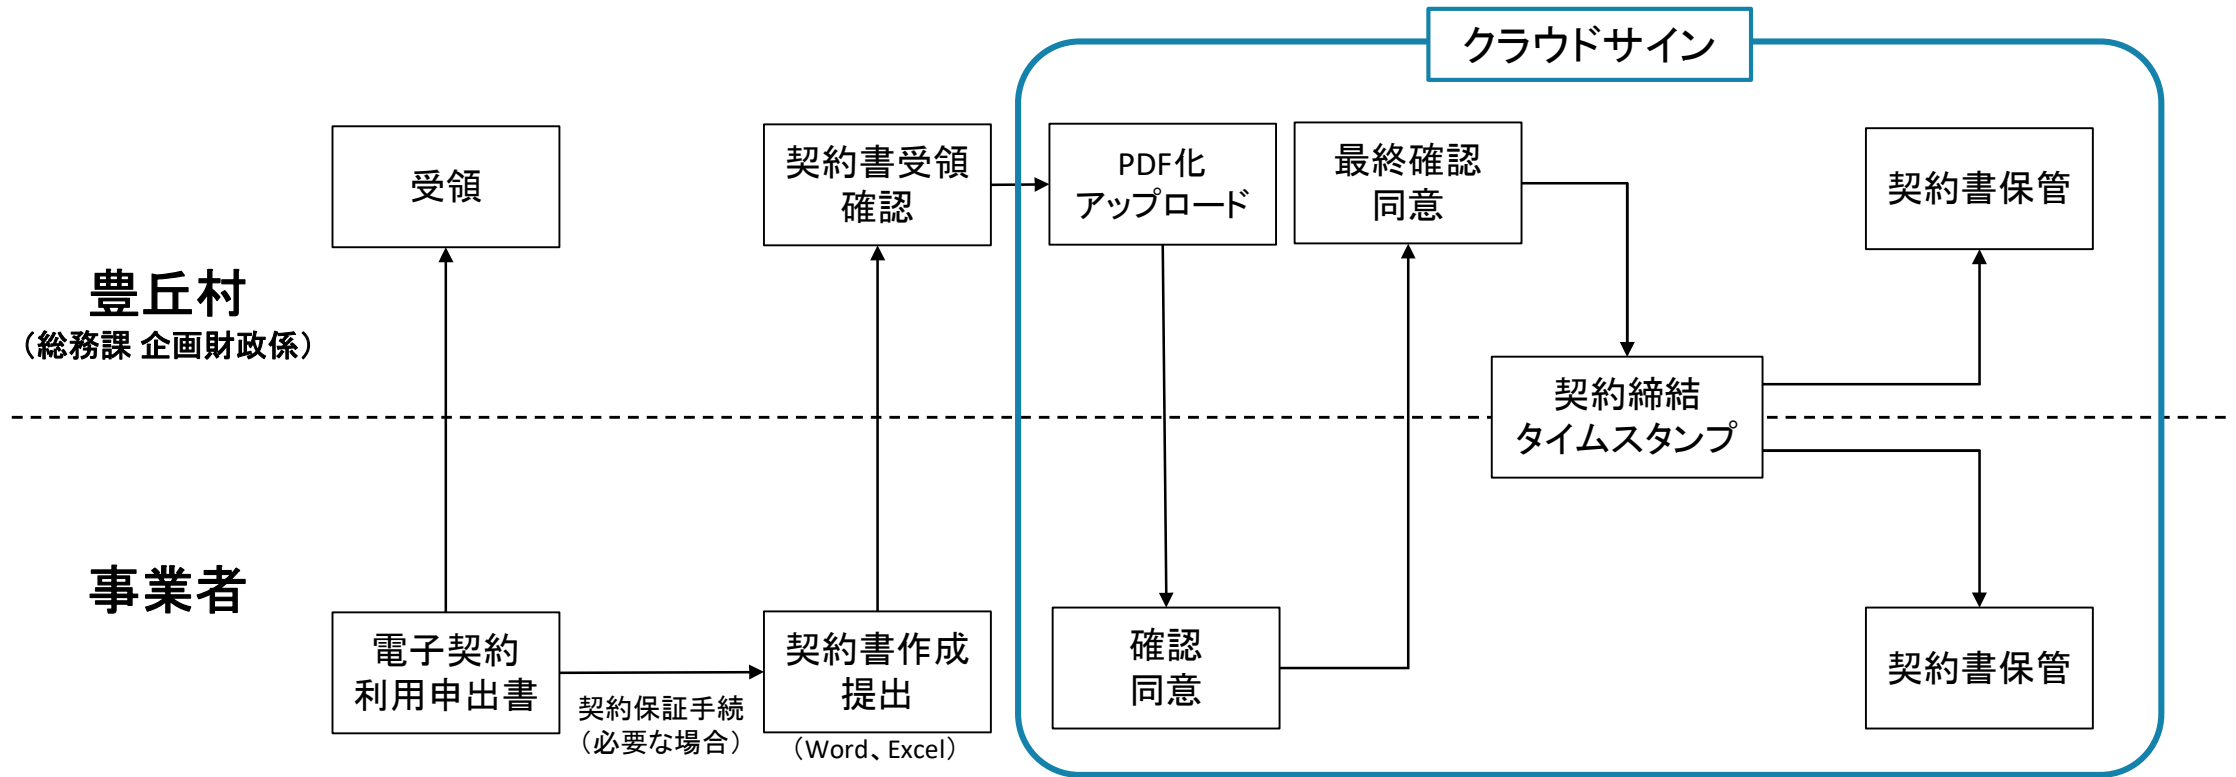 クラウドサイン
受領
契約書受領
確認
PDF化
アップロード
最終確認
同意
契約書保管
豊丘村
（総務課 企画財政係）
契約締結
タイムスタンプ
事業者
電子契約
利用申出書
契約保証手続
（必要な場合）
契約書作成
提出
（Word、Excel）
確認
同意
契約書保管